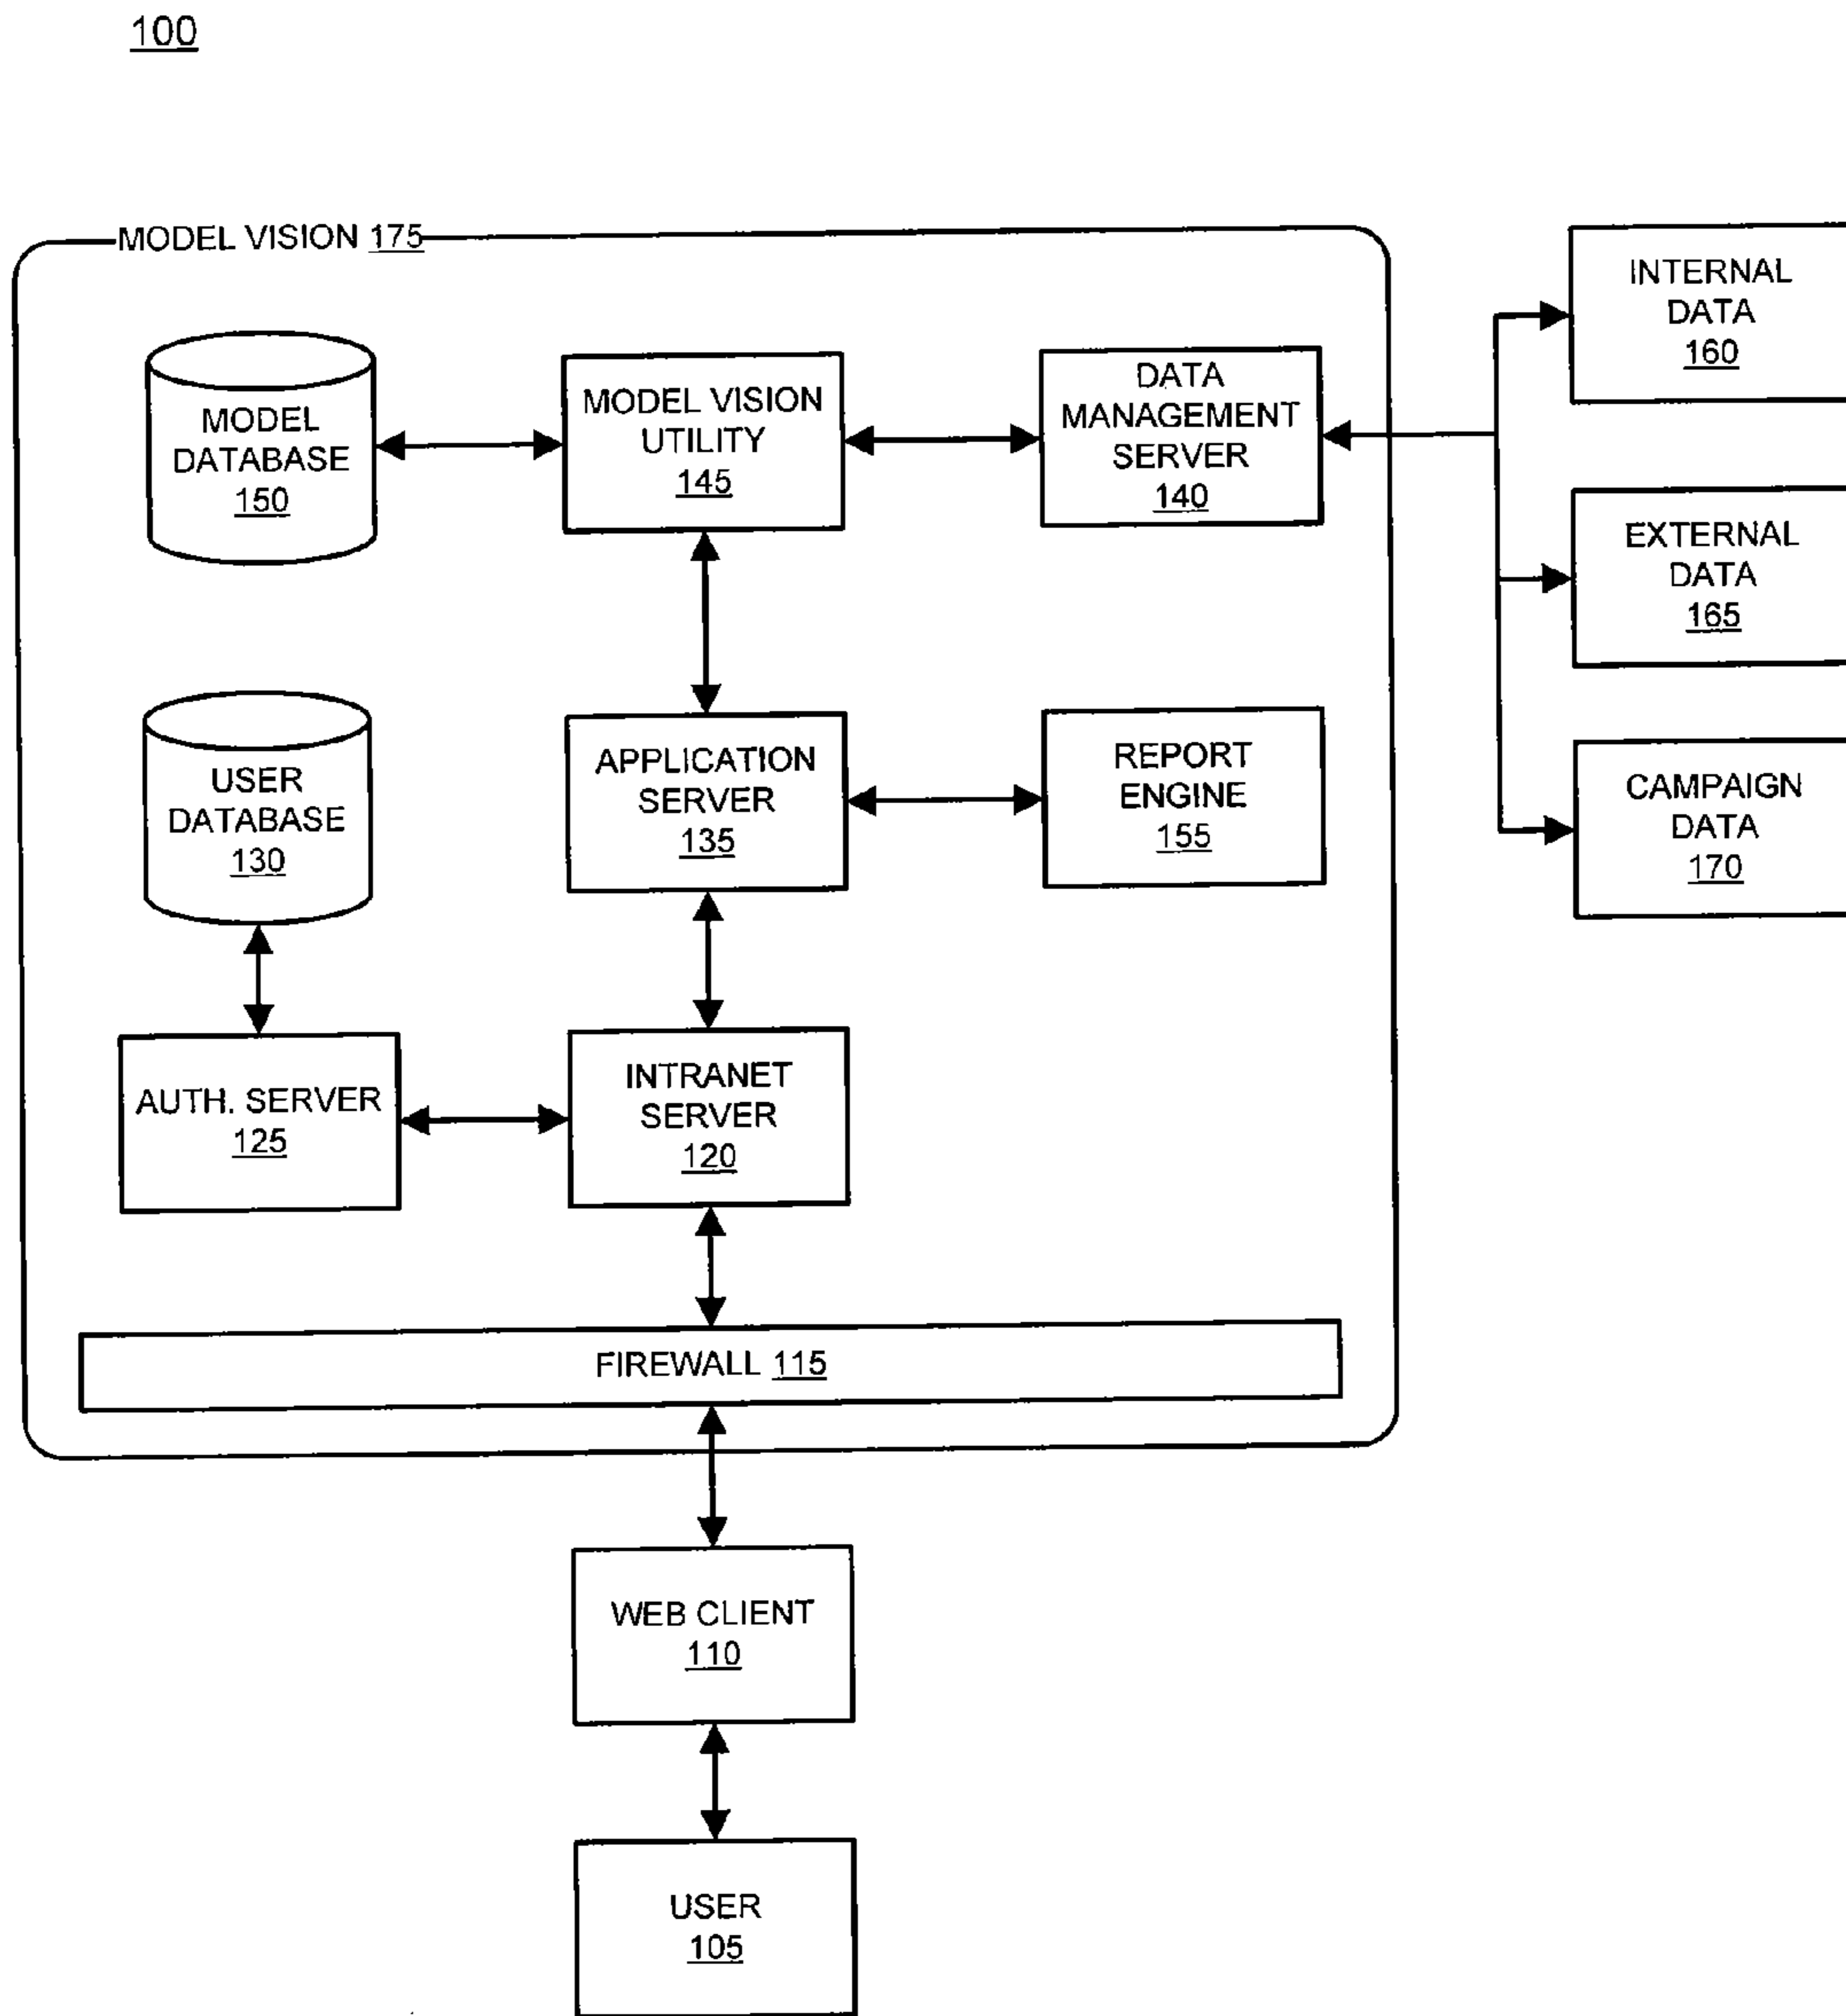 100
MODEL VISION 175
INTERNAL
DATA
160
MODEL
DATABASE
150
MODEL VISION
UTILITY
145
DATA
MANAGEMENT
SERVER
140
EXTERNAL
DATA
165
USER
DATABASE
130
APPLICATION
SERVER
135
REPORT
ENGINE
155
CAMPAIGN
DATA
170
AUTH. SERVER
125
INTRANET
SERVER
120
FIREWALL 115
WEB CLIENT
110
USER
105